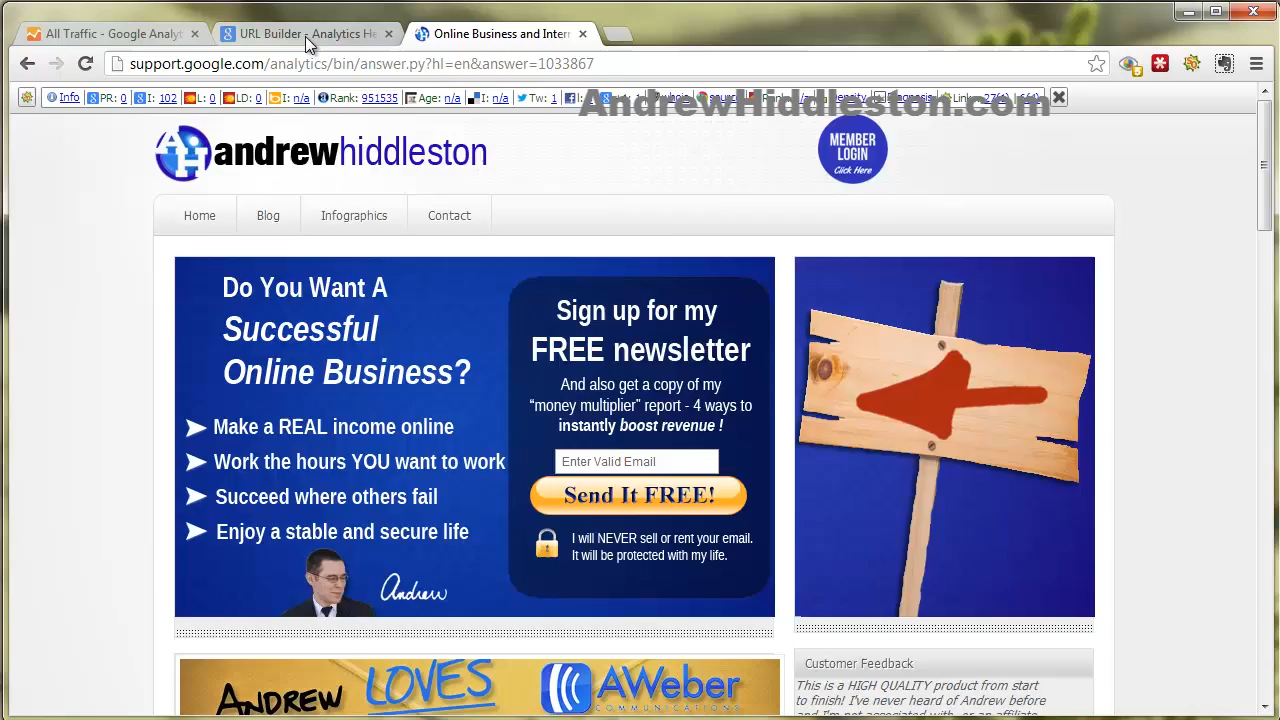 All Traffic - Google Analyt
URL Builder - Analytics He
Online Business and Intern
support.google.com/analytics/bin/answer.py?hl=en&answer=1033867
Info PR: 0 I: 102 L: 0 LD: 0 I: n/a Rank: 951535 Age: n/a I: n/a Tw: 1
AndrewHiddleston.com
andrewhiddleston
MEMBER
LOGIN
Click Here
Home Blog Infographics Contact
Do You Want A
Successful
Online Business?
Make a REAL income online
Work the hours YOU want to work
Succeed where others fail
Enjoy a stable and secure life
Andrew
Sign up for my
FREE newsletter
And also get a copy of my
“money multiplier” report - 4 ways to
instantly boost revenue !
Enter Valid Email
Send It FREE!
I will NEVER sell or rent your email.
It will be protected with my life.
ANDREW LOVES AWeber
COMMUNICATIONS
Customer Feedback
This is a HIGH QUALITY product from start
to finish! I've never heard of Andrew before
and I'm not associated with or an affiliate